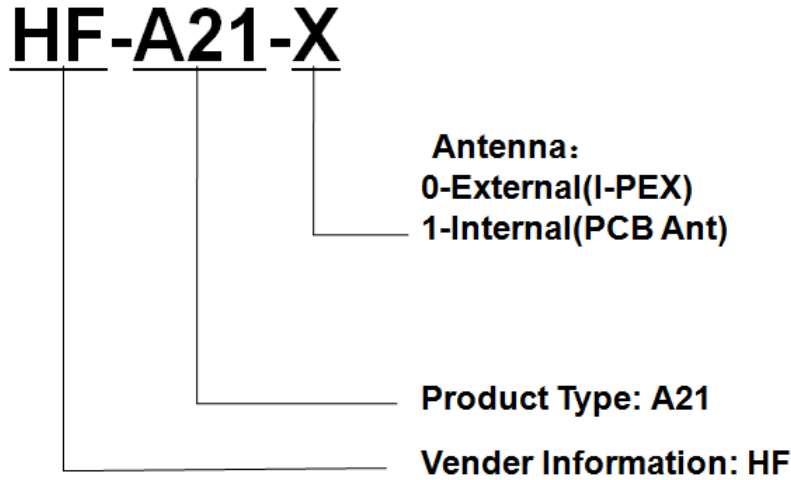 HF-A21-X
Antenna：
0-External(I-PEX)
1-Internal(PCB Ant)
Product Type: A21
Vender Information: HF